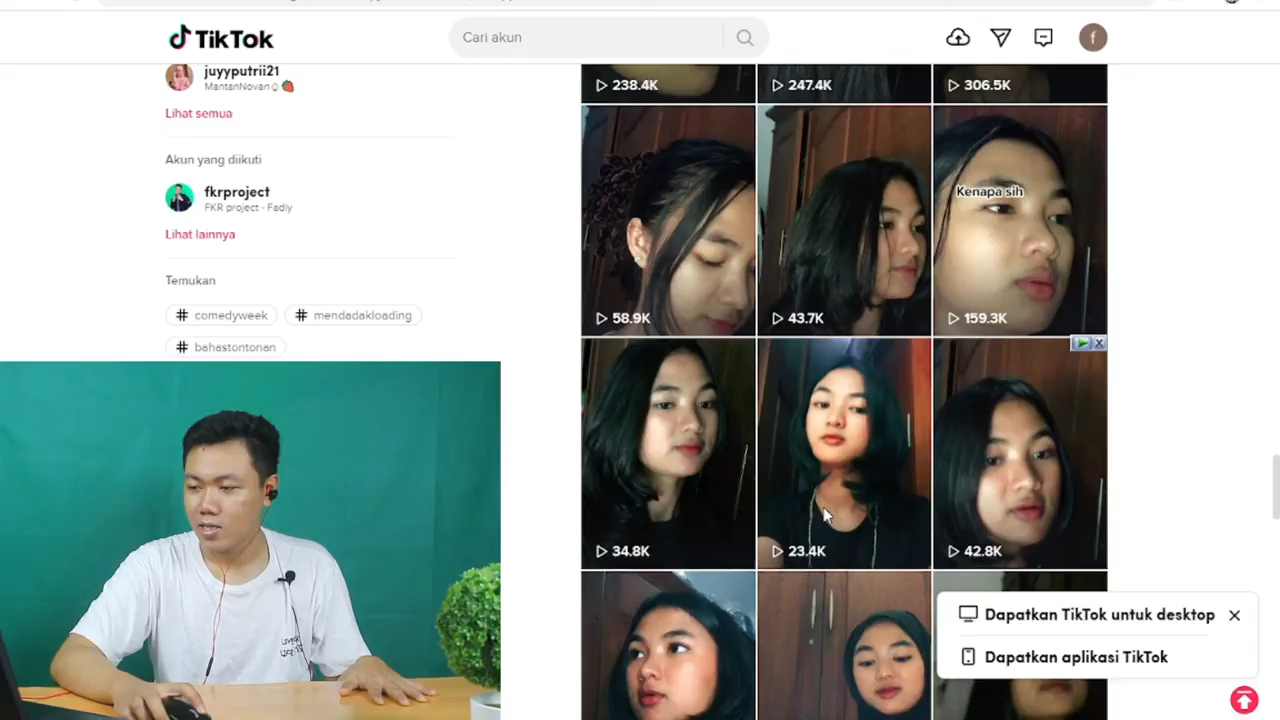 TikTok
Cari akun
f
juyyputrii21
MantanNovan
Lihat semua
Akun yang diikuti
fkrproject
FKR project - Fadly
Lihat lainnya
Temukan
# comedyweek
# mendadakloading
# bahastontonan
238.4K
247.4K
306.5K
Kenapa sih
58.9K
43.7K
159.3K
34.8K
23.4K
42.8K
Dapatkan TikTok untuk desktop
Dapatkan aplikasi TikTok